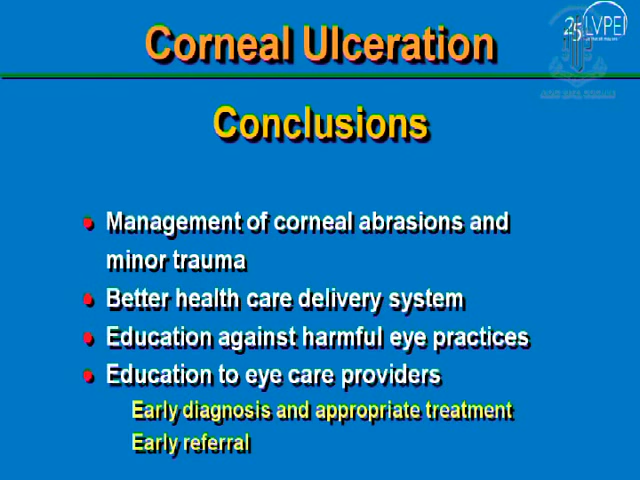 Corneal Ulceration
25 LVPEI
Conclusions
Management of corneal abrasions and
minor trauma
Better health care delivery system
Education against harmful eye practices
Education to eye care providers
Early diagnosis and appropriate treatment
Early referral